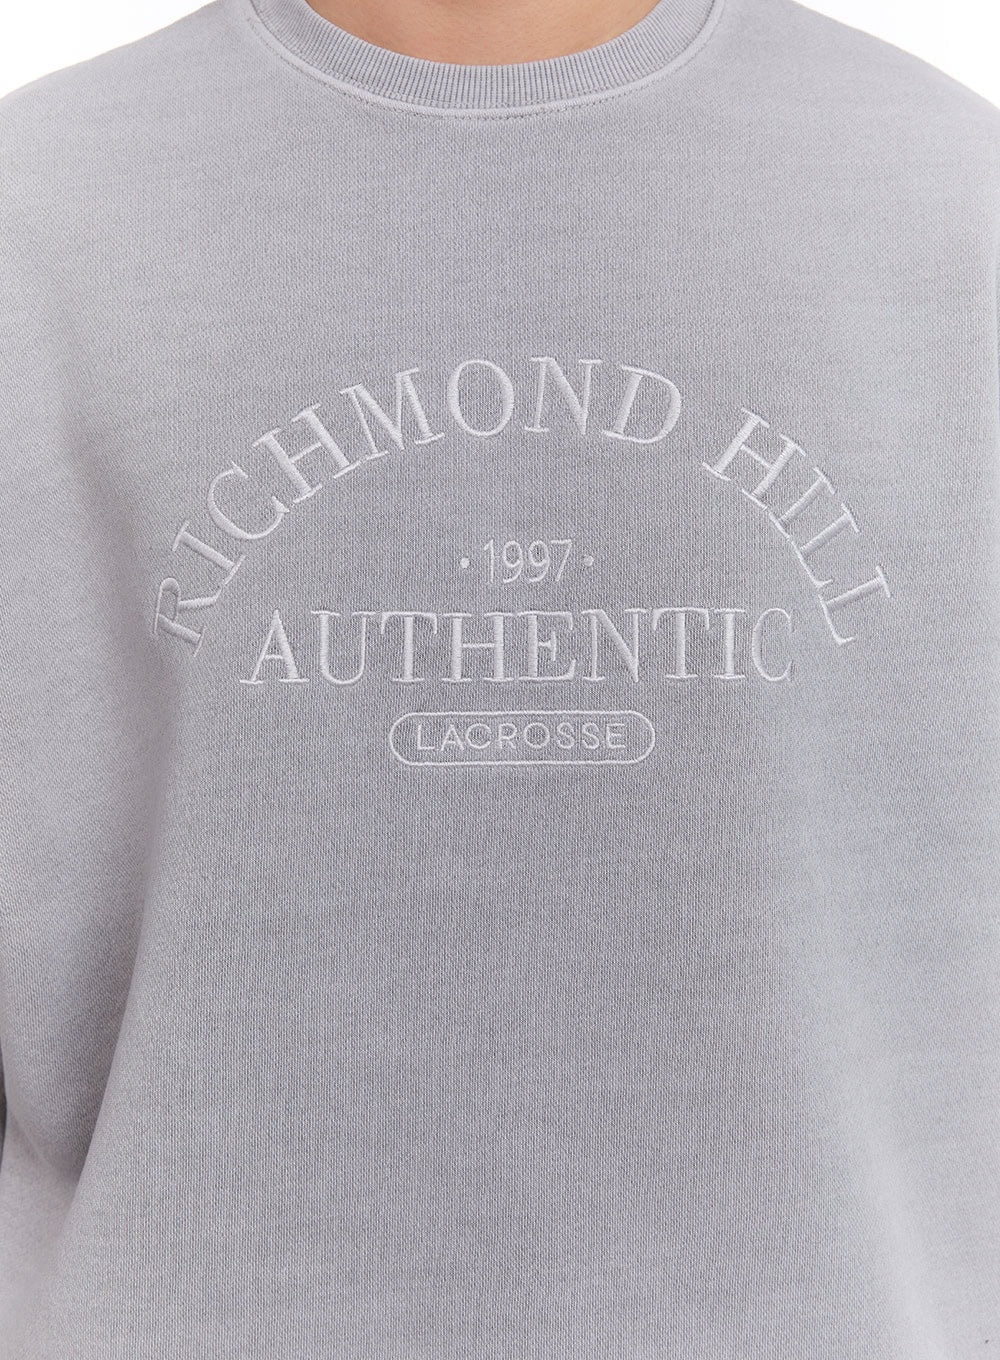 RICHMOND HILL
· 1997 ·
AUTHENTIC
LACROSSE